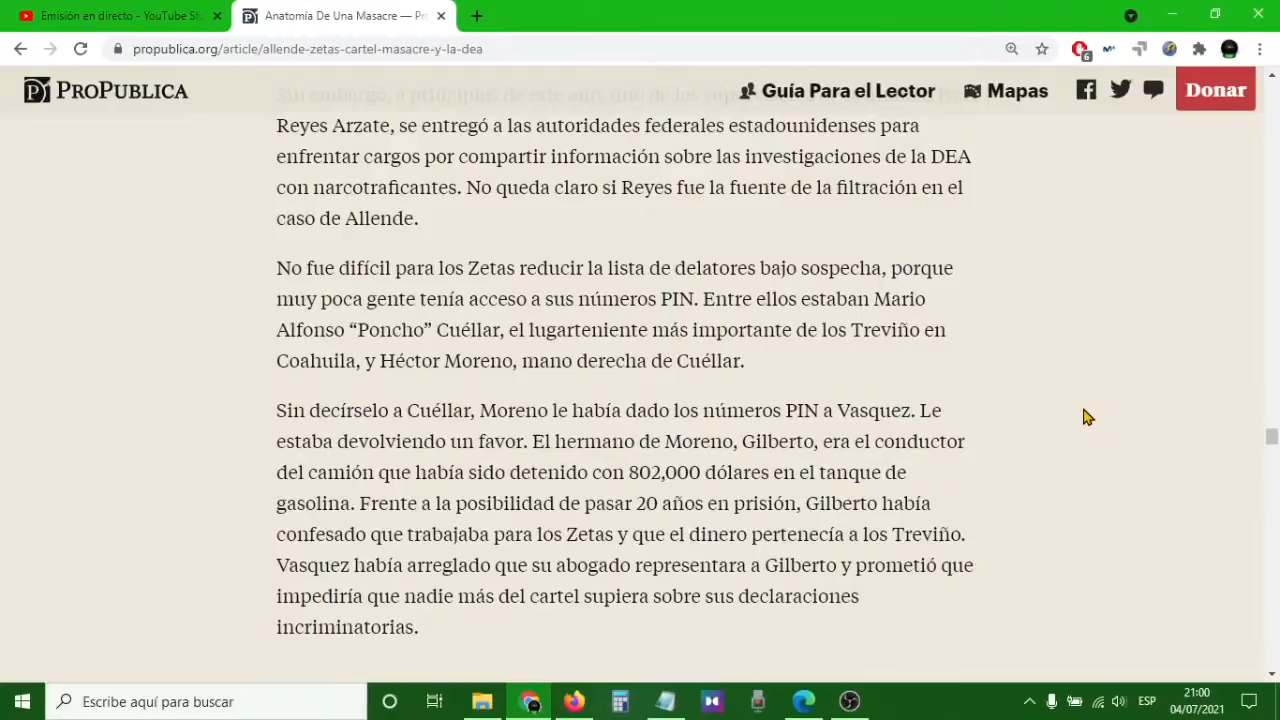 Emisión en directo - YouTube St
Anatomía De Una Masacre — Pr
propublica.org/article/allende-zetas-cartel-masacre-y-la-dea
6
PROPUBLICA
Guía Para el Lector
Mapas
Donar
Sin embargo, a principios de este año, uno de los
Reyes Arzate, se entregó a las autoridades federales estadounidenses para
enfrentar cargos por compartir información sobre las investigaciones de la DEA
con narcotraficantes. No queda claro si Reyes fue la fuente de la filtración en el
caso de Allende.
No fue difícil para los Zetas reducir la lista de delatores bajo sospecha, porque
muy poca gente tenía acceso a sus números PIN. Entre ellos estaban Mario
Alfonso “Poncho” Cuéllar, el lugarteniente más importante de los Treviño en
Coahuila, y Héctor Moreno, mano derecha de Cuéllar.
Sin decírselo a Cuéllar, Moreno le había dado los números PIN a Vasquez. Le
estaba devolviendo un favor. El hermano de Moreno, Gilberto, era el conductor
del camión que había sido detenido con 802,000 dólares en el tanque de
gasolina. Frente a la posibilidad de pasar 20 años en prisión, Gilberto había
confesado que trabajaba para los Zetas y que el dinero pertenecía a los Treviño.
Vasquez había arreglado que su abogado representara a Gilberto y prometió que
impediría que nadie más del cartel supiera sobre sus declaraciones
incriminatorias.
Escribe aquí para buscar
ESP
21:00
04/07/2021